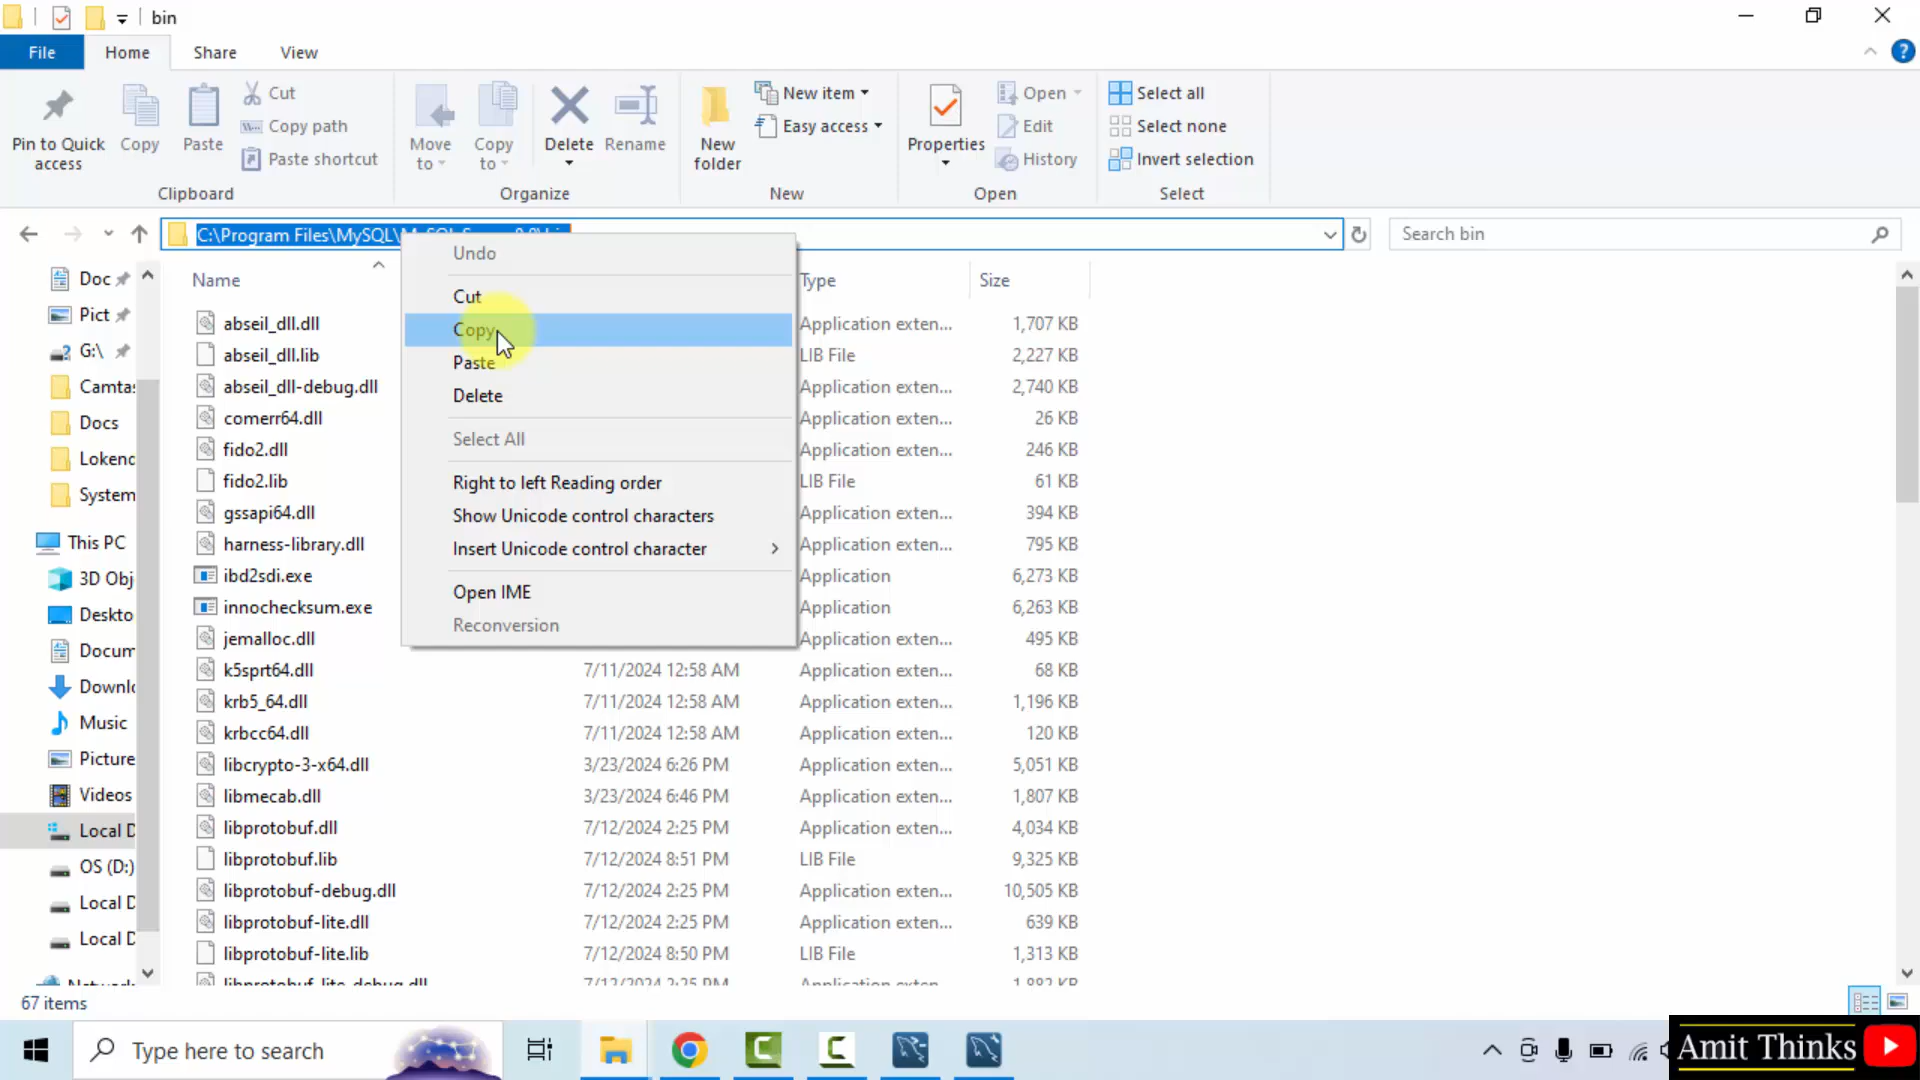 bin
File Home Share View
Pin to Quick access
Copy
Paste
Cut
Copy path
Paste shortcut
Move to
Copy to
Delete
Rename
New folder
New item
Easy access
Properties
Open
Edit
History
Select all
Select none
Invert selection
Clipboard Organize New Open Select
C:\Program Files\MySQL\
Search bin
Undo
Cut
Copy
Paste
Delete
Select All
Right to left Reading order
Show Unicode control characters
Insert Unicode control character
Open IME
Reconversion
Doc
Pict
G:\
Camtas
Docs
Lokend
System
This PC
3D Obj
Deskto
Docum
Downlo
Music
Picture
Videos
Local D
OS (D:)
Local D
Local D
Name Type Size
abseil_dll.dll Application exten... 1,707 KB
abseil_dll.lib LIB File 2,227 KB
abseil_dll-debug.dll Application exten... 2,740 KB
comerr64.dll Application exten... 26 KB
fido2.dll Application exten... 246 KB
fido2.lib LIB File 61 KB
gssapi64.dll Application exten... 394 KB
harness-library.dll Application exten... 795 KB
ibd2sdi.exe Application 6,273 KB
innochecksum.exe Application 6,263 KB
jemalloc.dll Application exten... 495 KB
k5sprt64.dll 7/11/2024 12:58 AM Application exten... 68 KB
krb5_64.dll 7/11/2024 12:58 AM Application exten... 1,196 KB
krbcc64.dll 7/11/2024 12:58 AM Application exten... 120 KB
libcrypto-3-x64.dll 3/23/2024 6:26 PM Application exten... 5,051 KB
libmecab.dll 3/23/2024 6:46 PM Application exten... 1,807 KB
libprotobuf.dll 7/12/2024 2:25 PM Application exten... 4,034 KB
libprotobuf.lib 7/12/2024 8:51 PM LIB File 9,325 KB
libprotobuf-debug.dll 7/12/2024 2:25 PM Application exten... 10,505 KB
libprotobuf-lite.dll 7/12/2024 2:25 PM Application exten... 639 KB
libprotobuf-lite.lib 7/12/2024 8:50 PM LIB File 1,313 KB
67 items
Type here to search
Amit Thinks